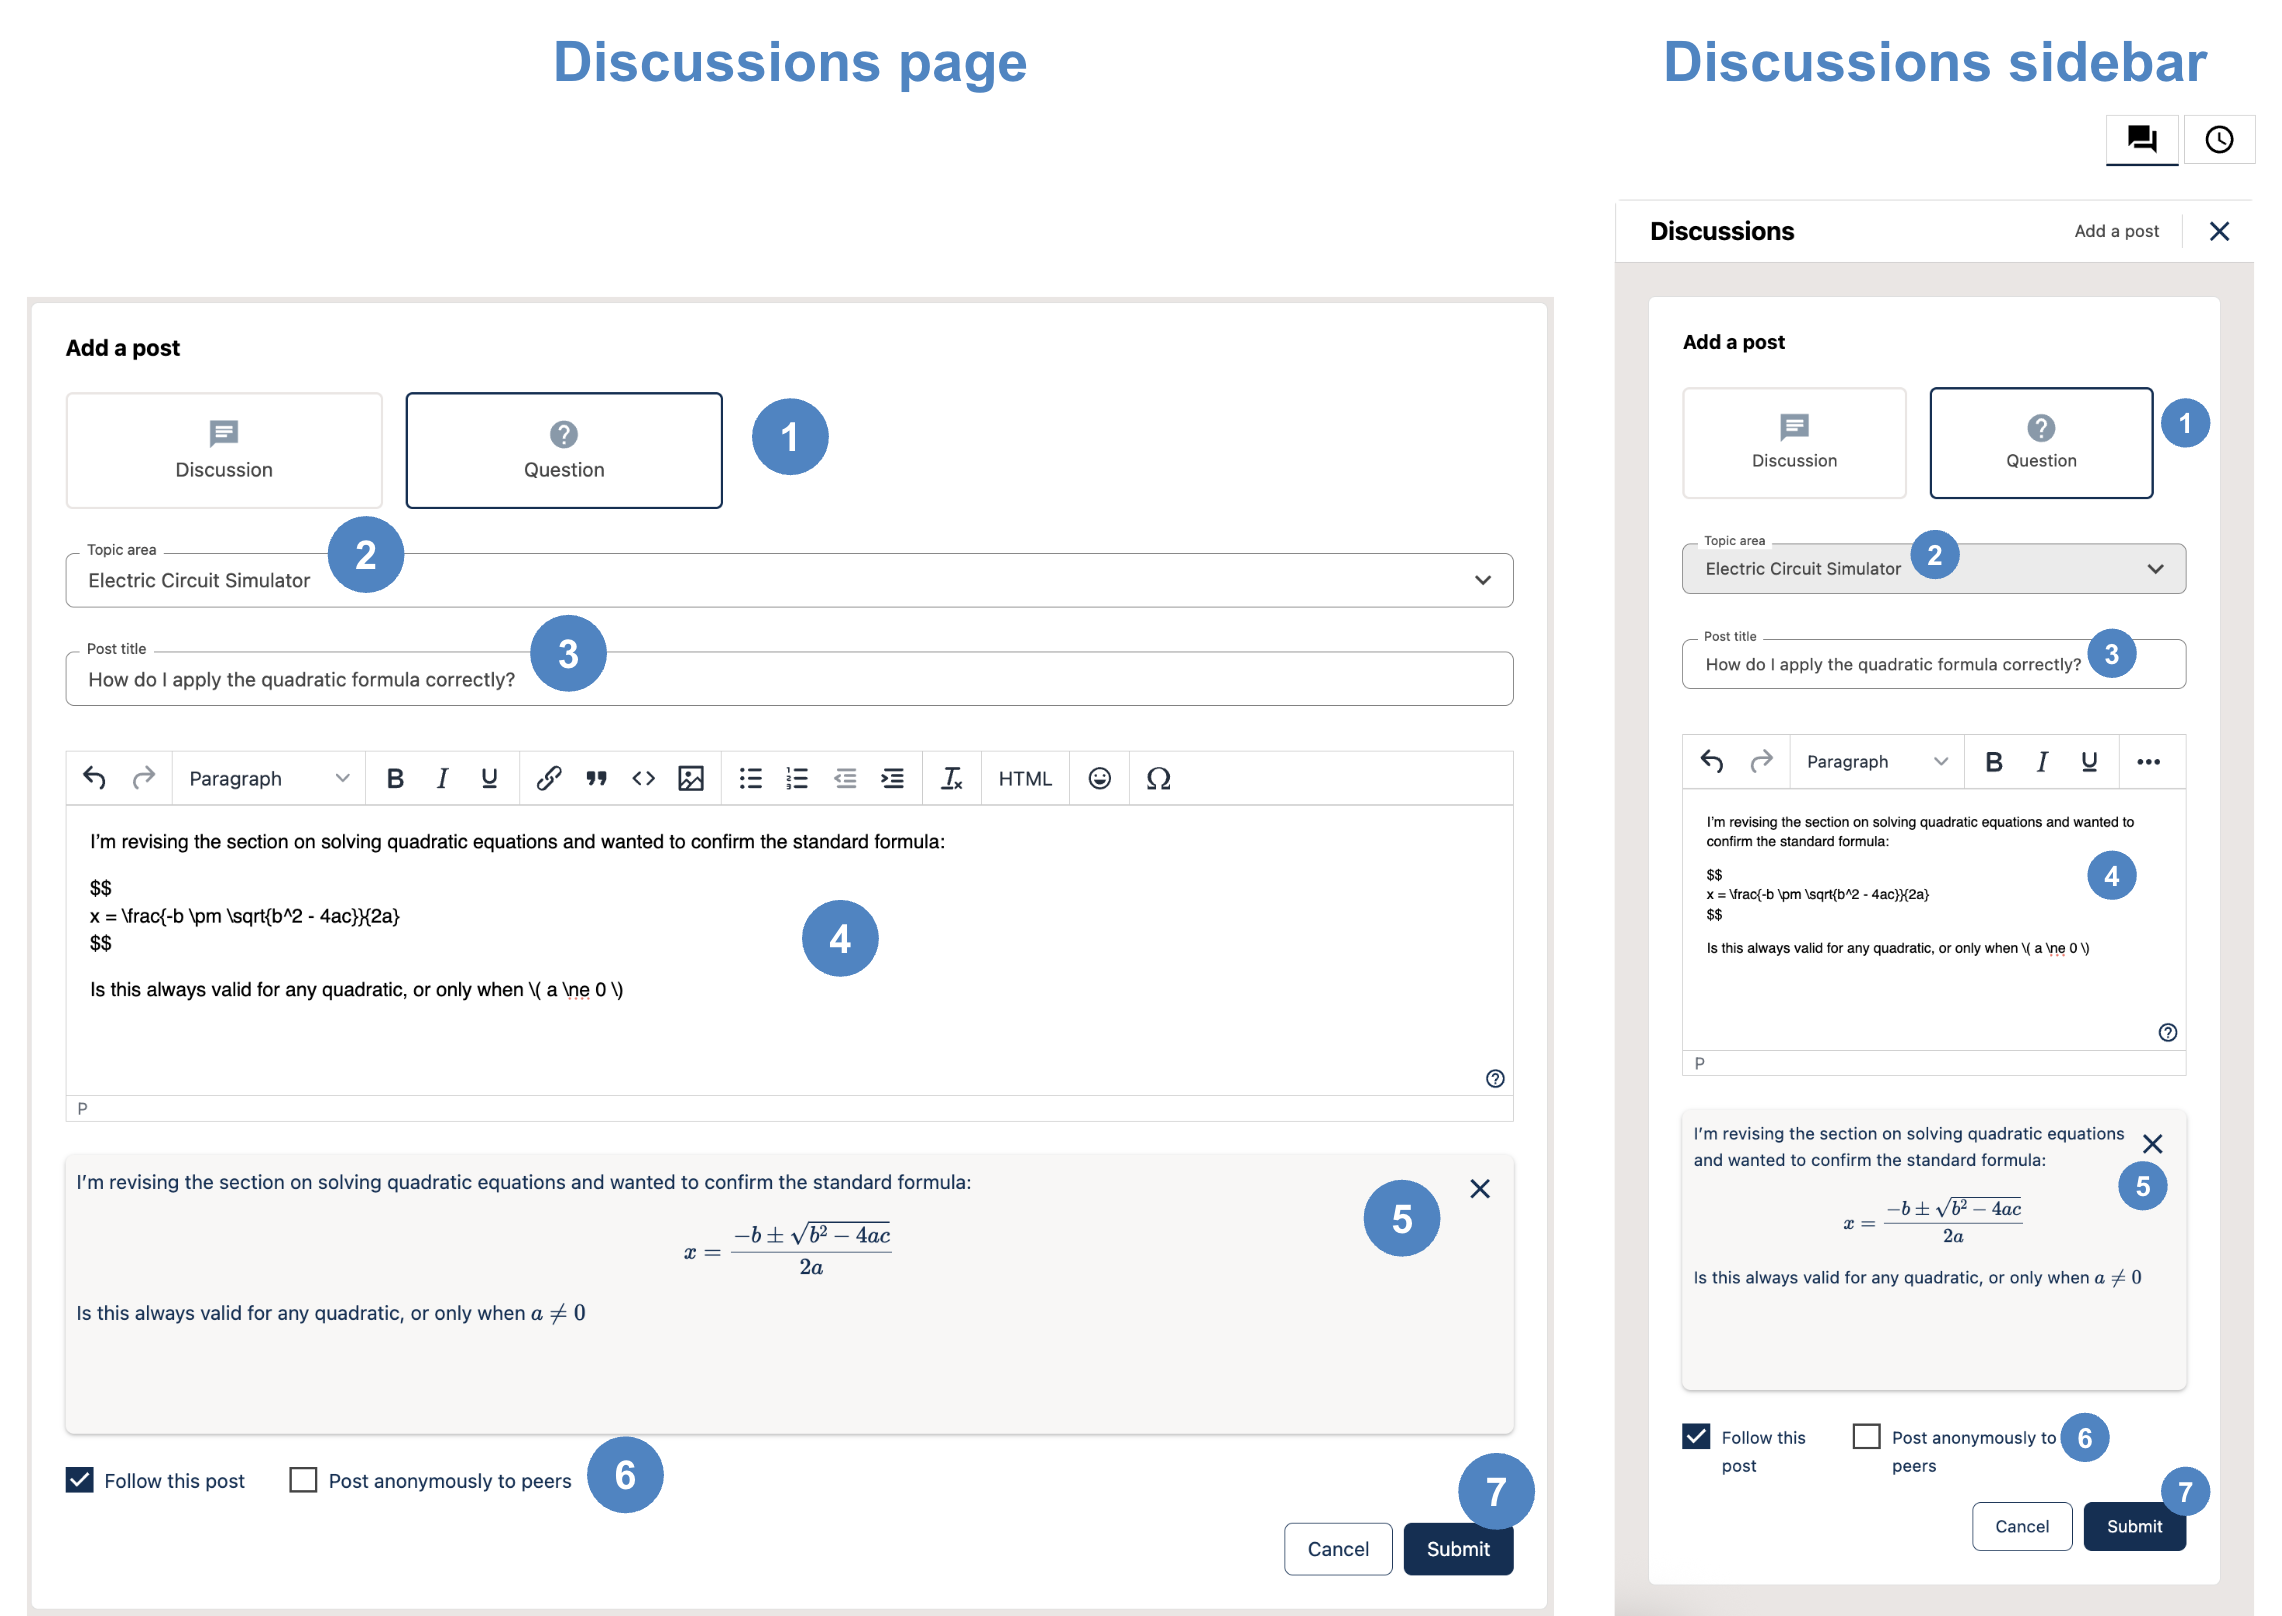 Discussions page
Add a post
Discussion
Question
1
Topic area
2
Electric Circuit Simulator
Post title
3
How do I apply the quadratic formula correctly?
Paragraph
B I U
HTML
Ω
I'm revising the section on solving quadratic equations and wanted to confirm the standard formula:
$$
x = \frac{-b \pm \sqrt{b^2 - 4ac}}{2a}
$$
4
Is this always valid for any quadratic, or only when \( a \ne 0 \)
P
I'm revising the section on solving quadratic equations and wanted to confirm the standard formula:
5
x = −b ± √b² − 4ac
2a
Is this always valid for any quadratic, or only when a ≠ 0
Follow this post
Post anonymously to peers
6
7
Cancel
Submit
Discussions sidebar
Discussions
Add a post
Add a post
Discussion
Question
1
Topic area
Electric Circuit Simulator
2
Post title
How do I apply the quadratic formula correctly?
3
Paragraph
B I U
I'm revising the section on solving quadratic equations and wanted to
confirm the standard formula:
$$
x = \frac{-b \pm \sqrt{b^2 - 4ac}}{2a}
$$
4
Is this always valid for any quadratic, or only when \( a \ne 0 \)
P
I'm revising the section on solving quadratic equations
and wanted to confirm the standard formula:
5
x = −b ± √b² − 4ac
2a
Is this always valid for any quadratic, or only when a ≠ 0
Follow this
post
Post anonymously to
peers
6
7
Cancel
Submit